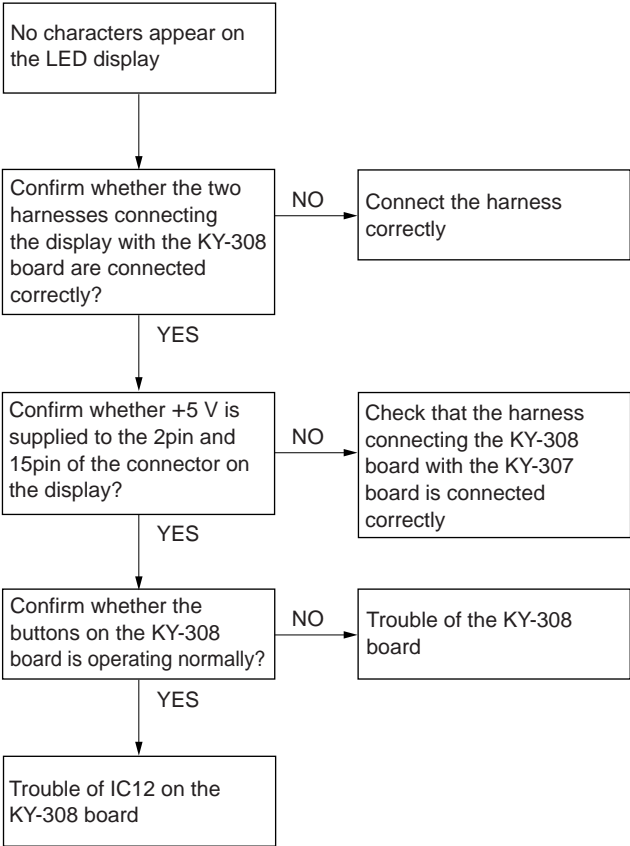 No characters appear on
the LED display
Confirm whether the two
harnesses connecting
the display with the KY-308
board are connected
correctly?
NO
Connect the harness
correctly
YES
Confirm whether +5 V is
supplied to the 2pin and
15pin of the connector on
the display?
NO
Check that the harness
connecting the KY-308
board with the KY-307
board is connected
correctly
YES
Confirm whether the
buttons on the KY-308
board is operating normally?
NO
Trouble of the KY-308
board
YES
Trouble of IC12 on the
KY-308 board